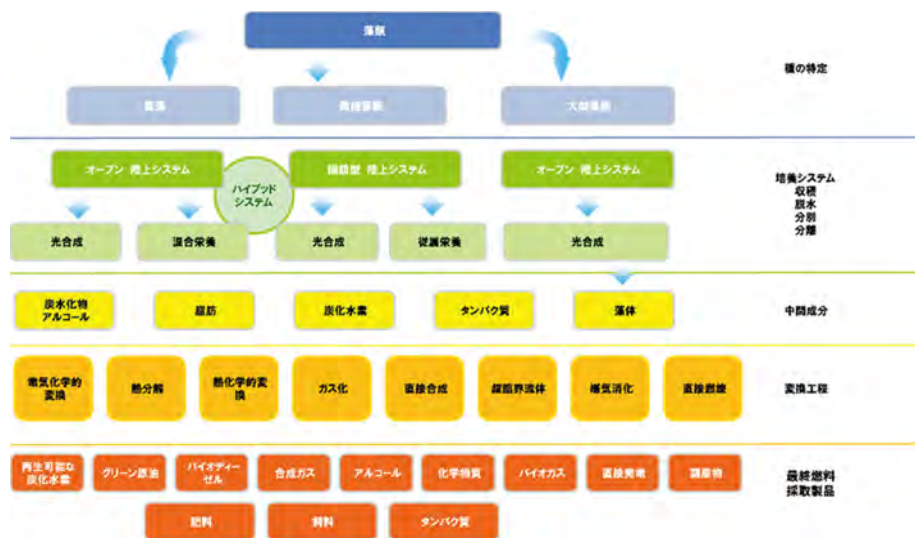 藻類
種の特定
藍藻
微細藻類
大型藻類
オープン 陸上システム
ハイブッド
システム
閉鎖型 陸上システム
オープン 陸上システム
培養システム
収穫
脱水
分別
分離
光合成
混合栄養
光合成
従属栄養
光合成
炭水化物
アルコール
脂肪
炭化水素
タンパク質
藻体
中間成分
電気化学的
変換
熱分解
熱化学的変
換
ガス化
直接合成
超臨界流体
嫌気消化
直接燃焼
変換工程
再生可能な
炭化水素
グリーン原油
バイオディー
ゼル
合成ガス
アルコール
化学物質
バイオガス
直接発電
副産物
最終燃料
採取製品
肥料
飼料
タンパク質